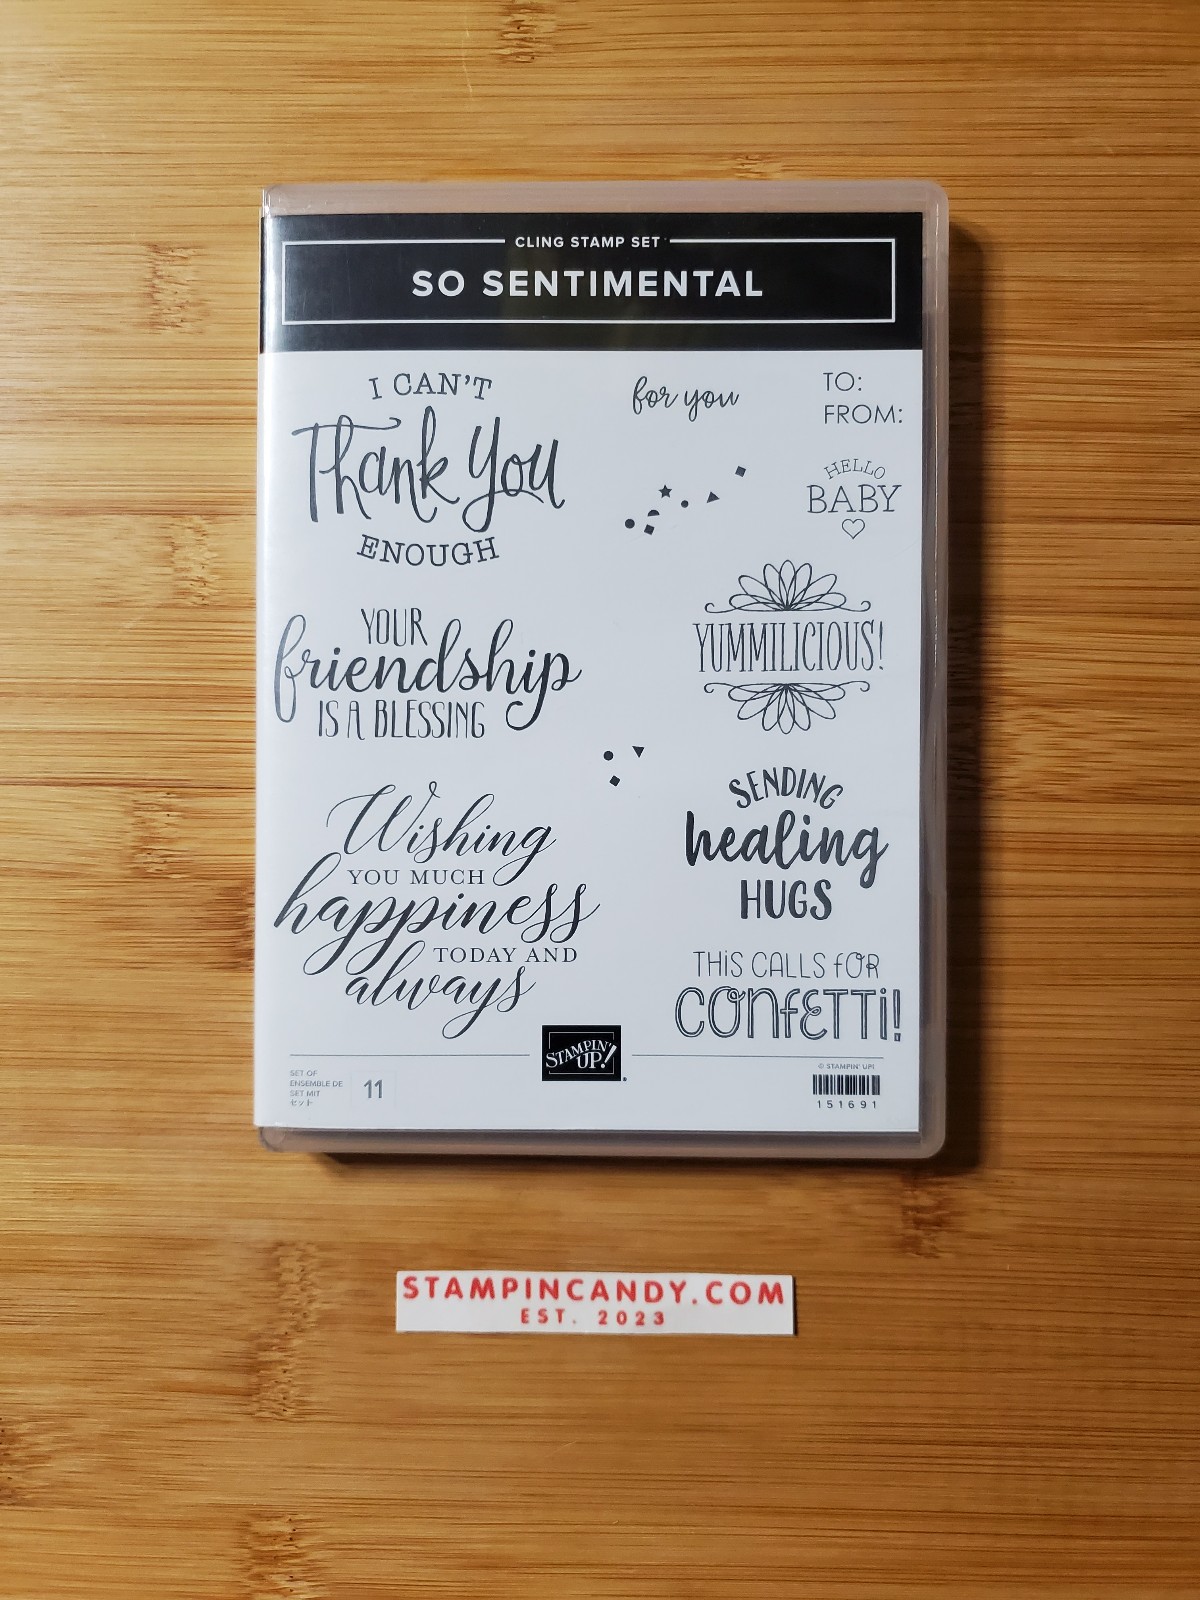 CLING STAMP SET
SO SENTIMENTAL
I CAN'T
Thank You
ENOUGH
for you
TO:
FROM:
HELLO
BABY
YOUR
friendship
IS A BLESSING
YUMMILICIOUS!
Wishing
YOU MUCH
happiness
TODAY AND
always
SENDING
healing
HUGS
THIS CALLS FOR
CONFETTI!
SET OF
ENSEMBLE DE
SET MIT
セット
11
STAMPIN'
UP!
© STAMPIN' UP!
151691
STAMPINCANDY.COM
EST. 2023